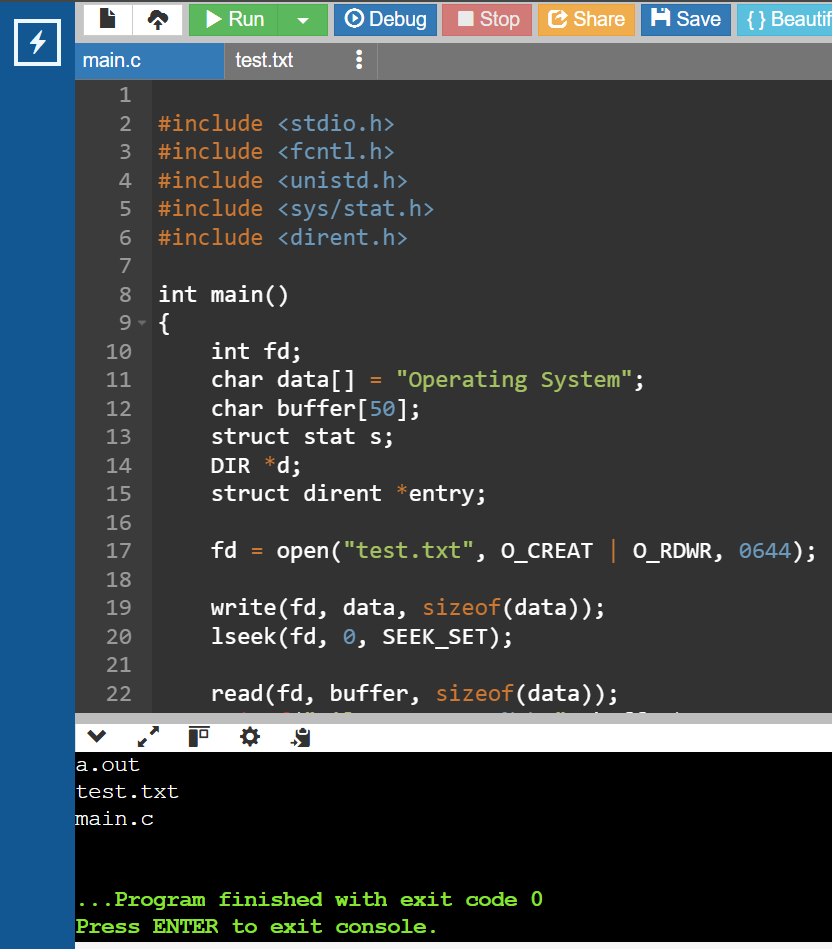 Run Debug Stop Share Save { } Beautif
main.c test.txt
1
2 #include <stdio.h>
3 #include <fcntl.h>
4 #include <unistd.h>
5 #include <sys/stat.h>
6 #include <dirent.h>
7
8 int main()
9 {
10 int fd;
11 char data[] = "Operating System";
12 char buffer[50];
13 struct stat s;
14 DIR *d;
15 struct dirent *entry;
16
17 fd = open("test.txt", O_CREAT | O_RDWR, 0644);
18
19 write(fd, data, sizeof(data));
20 lseek(fd, 0, SEEK_SET);
21
22 read(fd, buffer, sizeof(data));
a.out
test.txt
main.c
...Program finished with exit code 0
Press ENTER to exit console.